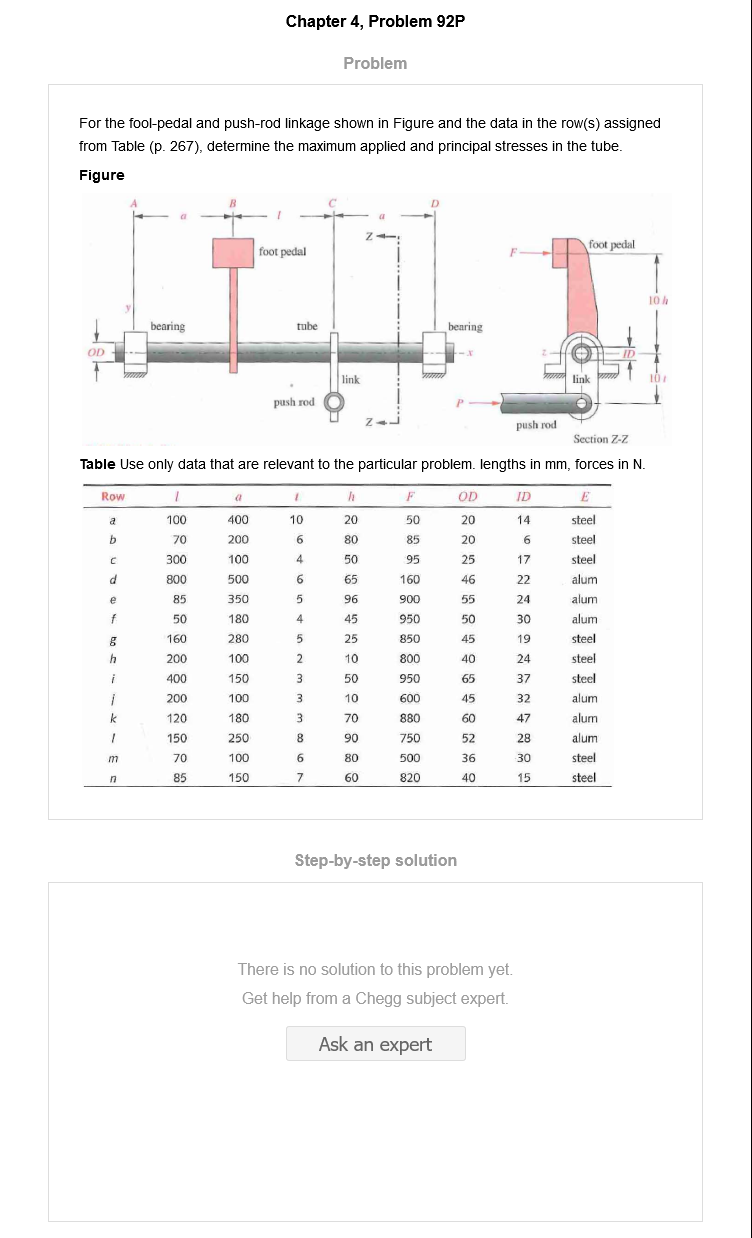 Chapter 4, Problem 92P
Problem
For the fool-pedal and push-rod linkage shown in Figure and the data in the row(s) assigned
from Table (p. 267), determine the maximum applied and principal stresses in the tube.
Figure
A B C D
a l a
Z
foot pedal
F
foot pedal
10 h
y
bearing tube bearing
OD
x
z
ID
link
link
10 t
push rod
P
Z
push rod
Section Z-Z
Table Use only data that are relevant to the particular problem. lengths in mm, forces in N.
Row l a t h F OD ID E
a 100 400 10 20 50 20 14 steel
b 70 200 6 80 85 20 6 steel
c 300 100 4 50 95 25 17 steel
d 800 500 6 65 160 46 22 alum
e 85 350 5 96 900 55 24 alum
f 50 180 4 45 950 50 30 alum
g 160 280 5 25 850 45 19 steel
h 200 100 2 10 800 40 24 steel
i 400 150 3 50 950 65 37 steel
j 200 100 3 10 600 45 32 alum
k 120 180 3 70 880 60 47 alum
l 150 250 8 90 750 52 28 alum
m 70 100 6 80 500 36 30 steel
n 85 150 7 60 820 40 15 steel
Step-by-step solution
There is no solution to this problem yet.
Get help from a Chegg subject expert.
Ask an expert